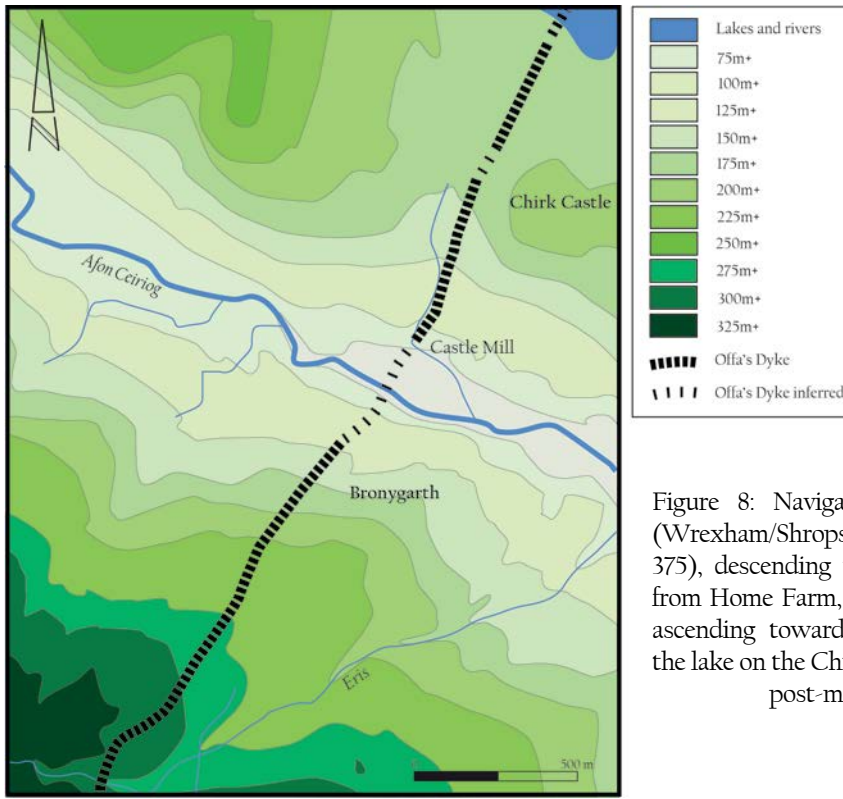 N
Chirk Castle
Afon Ceiriog
Castle Mill
Bronygarth
Eris
0 500 m
Lakes and rivers
75m+
100m+
125m+
150m+
175m+
200m+
225m+
250m+
275m+
300m+
325m+
Offa's Dyke
Offa's Dyke inferred
Figure 8: Naviga
(Wrexham/Shrops
375), descending
from Home Farm,
ascending toward
the lake on the Chi
post-m